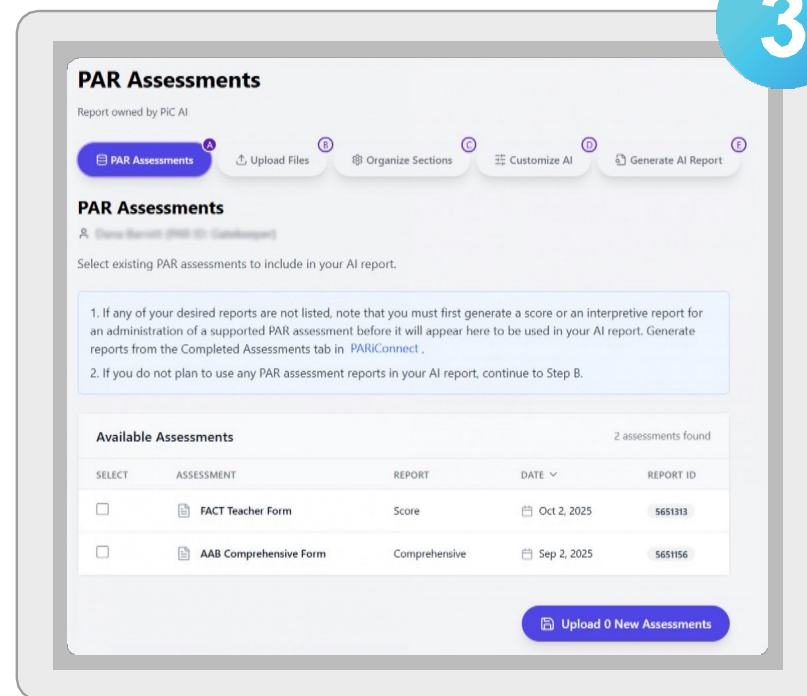 3
PAR Assessments
Report owned by PiC AI
A B C D E
PAR Assessments Upload Files Organize Sections Customize AI Generate AI Report
PAR Assessments
Select existing PAR assessments to include in your AI report.
1. If any of your desired reports are not listed, note that you must first generate a score or an interpretive report for
an administration of a supported PAR assessment before it will appear here to be used in your AI report. Generate
reports from the Completed Assessments tab in PARiConnect .
2. If you do not plan to use any PAR assessment reports in your AI report, continue to Step B.
Available Assessments 2 assessments found
SELECT ASSESSMENT REPORT DATE REPORT ID
FACT Teacher Form Score Oct 2, 2025 5651313
AAB Comprehensive Form Comprehensive Sep 2, 2025 5651156
Upload 0 New Assessments